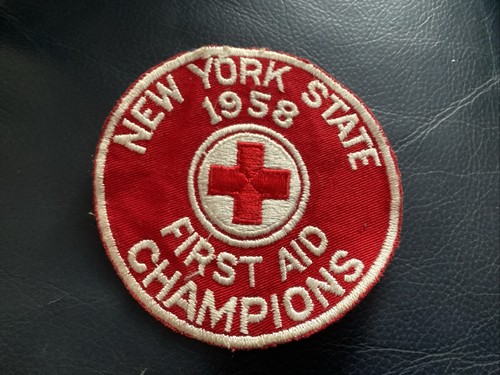 NEW YORK STATE
1958
FIRST AID
CHAMPIONS